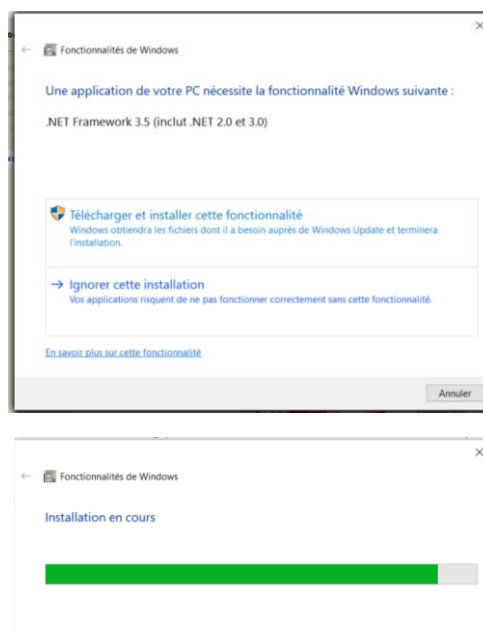 Fonctionnalités de Windows
Une application de votre PC nécessite la fonctionnalité Windows suivante :
.NET Framework 3.5 (inclut .NET 2.0 et 3.0)
Télécharger et installer cette fonctionnalité
Windows obtiendra les fichiers dont il a besoin auprès de Windows Update et terminera
l'installation.
Ignorer cette installation
Vos applications risquent de ne pas fonctionner correctement sans cette fonctionnalité.
En savoir plus sur cette fonctionnalité
Annuler
Fonctionnalités de Windows
Installation en cours